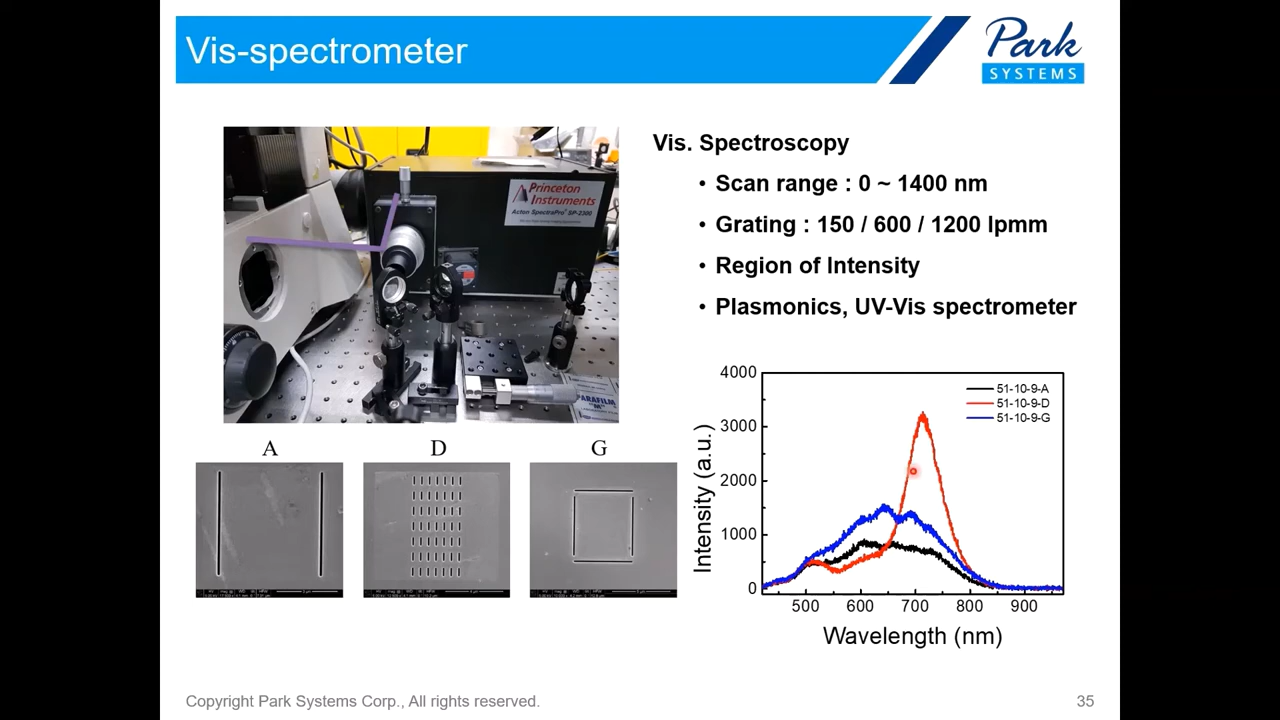 Vis-spectrometer
Park
SYSTEMS
Princeton
Instruments
Acton SpectraPro SP-2300
PARAFILM
"M"
Vis. Spectroscopy
• Scan range : 0 ~ 1400 nm
• Grating : 150 / 600 / 1200 lpmm
• Region of Intensity
• Plasmonics, UV-Vis spectrometer
A
D
G
4000
3000
2000
1000
0
Intensity (a.u.)
51-10-9-A
51-10-9-D
51-10-9-G
500 600 700 800 900
Wavelength (nm)
Copyright Park Systems Corp., All rights reserved.
35